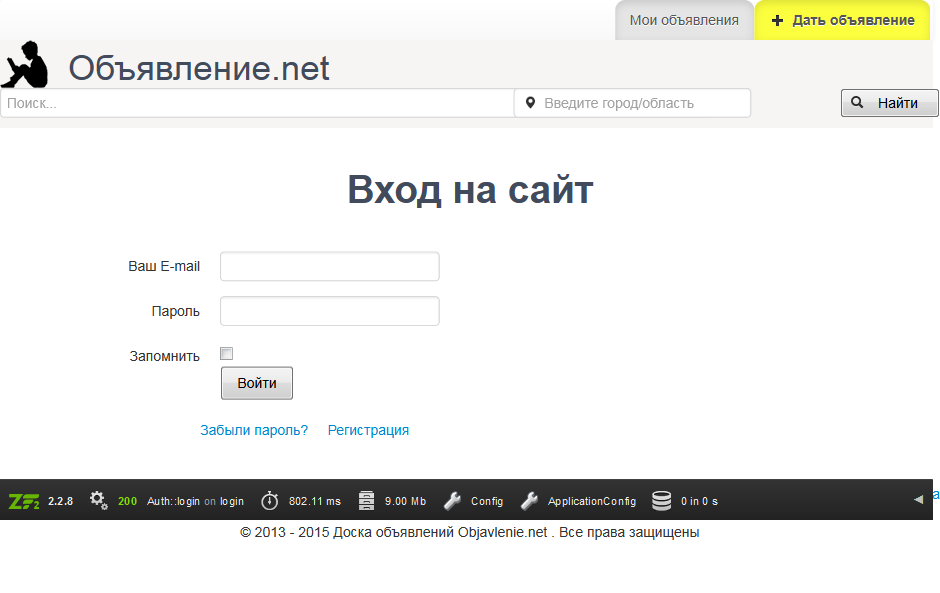 Мои объявления
Дать объявление
Объявление.net
Поиск...
Введите город/область
Найти
Вход на сайт
Ваш E-mail
Пароль
Запомнить
Войти
Забыли пароль? Регистрация
ZF2 2.2.8 200 Auth::login on login 802.11 ms 9.00 Mb Config ApplicationConfig 0 in 0 s
а
© 2013 - 2015 Доска объявлений Objavlenie.net . Все права защищены